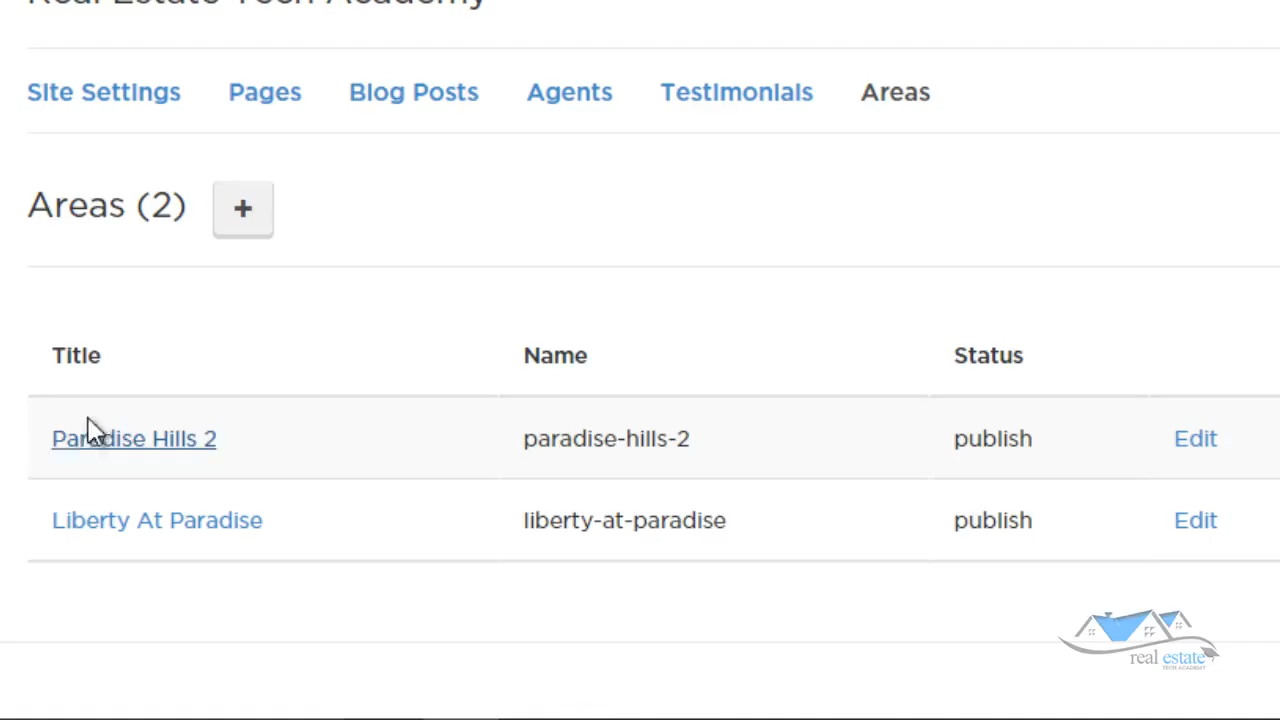 Real Estate Tech Academy
Site Settings Pages Blog Posts Agents Testimonials Areas
Areas (2) +
Title Name Status
Paradise Hills 2 paradise-hills-2 publish Edit
Liberty At Paradise liberty-at-paradise publish Edit
real estate
TECH ACADEMY